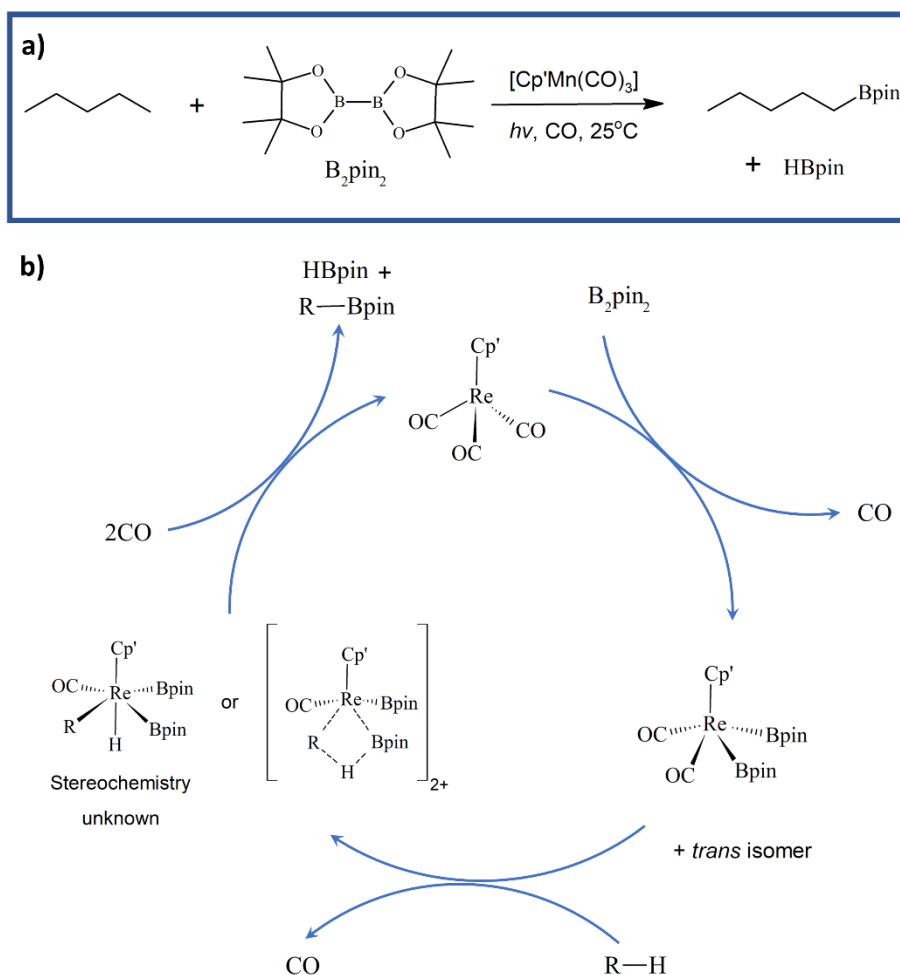 a)
+
O
O
B
B
O
O
B2pin2
[Cp'Mn(CO)3]
hν, CO, 25°C
Bpin
+ HBpin
b)
HBpin +
R—Bpin
B2pin2
Cp'
Re
OC
OC
CO
2CO
CO
Cp'
OC
Re
Bpin
R
Bpin
H
Stereochemistry
unknown
or
Cp'
OC
Re
Bpin
R
Bpin
H
2+
Cp'
Re
OC
Bpin
OC
Bpin
+ trans isomer
CO
R—H